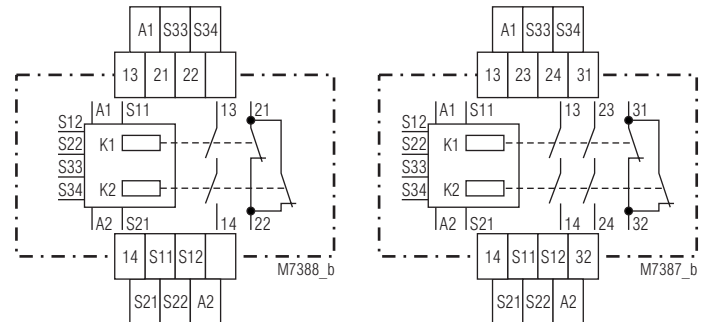 A1 S33 S34
13 21 22
A1 S11 13 21
S12
S22
S33
S34
K1
K2
A2 S21 14 22
14 S11 S12
M7388_b
S21 S22 A2
A1 S33 S34
13 23 24 31
A1 S11 13 23 31
S12
S22
S33
S34
K1
K2
A2 S21 14 24 32
14 S11 S12 32
M7387_b
S21 S22 A2